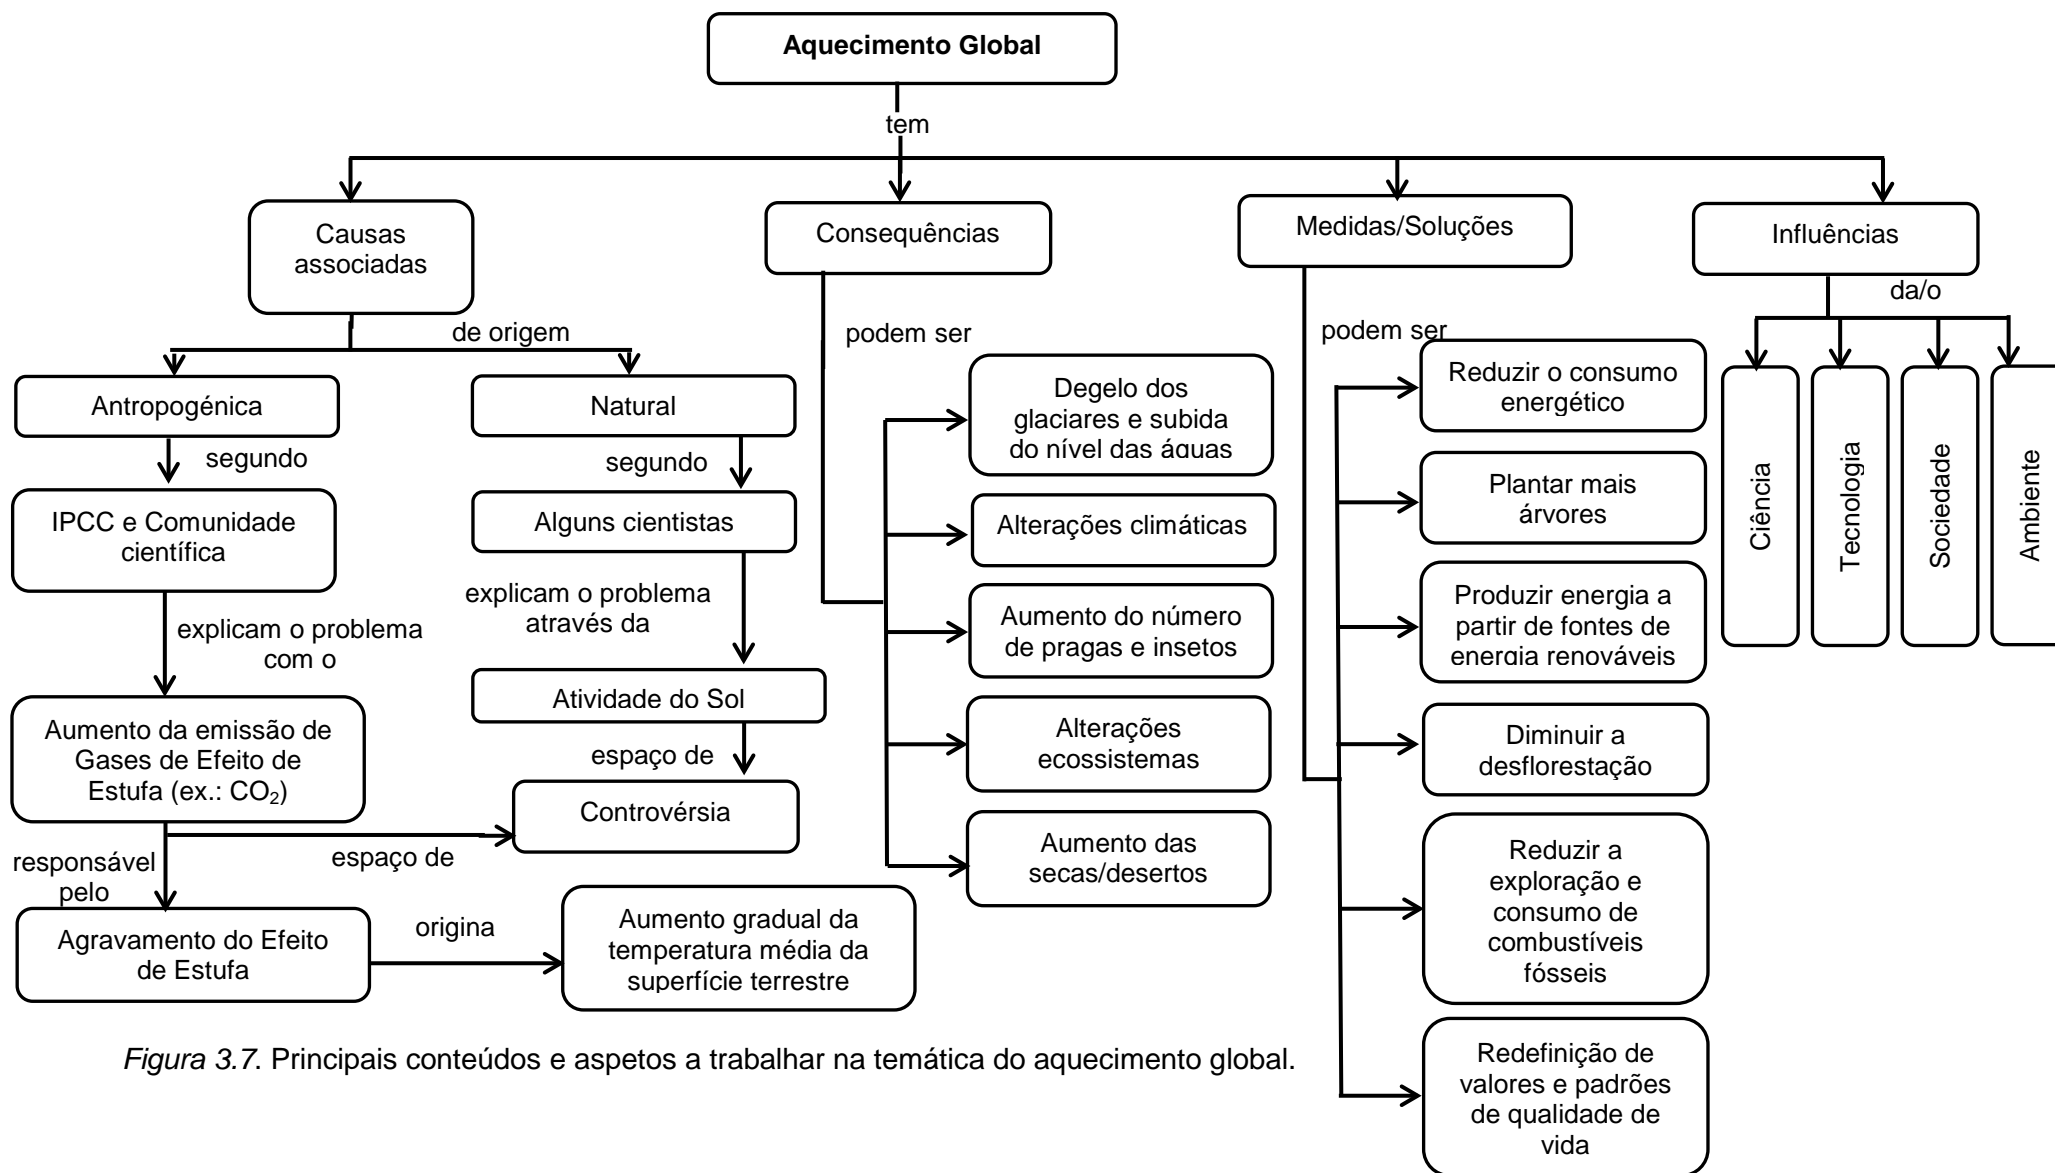 Aquecimento Global
tem
Causas
associadas
Consequências
Medidas/Soluções
Influências
de origem
podem ser
podem ser
da/o
Antropogénica
Natural
segundo
segundo
IPCC e Comunidade
científica
Alguns cientistas
explicam o problema
com o
explicam o problema
através da
Aumento da emissão de
Gases de Efeito de
Estufa (ex.: CO₂)
Atividade do Sol
espaço de
Controvérsia
espaço de
responsável
pelo
Agravamento do Efeito
de Estufa
origina
Aumento gradual da
temperatura média da
superfície terrestre
Degelo dos
glaciares e subida
do nível das águas
Alterações climáticas
Aumento do número
de pragas e insetos
Alterações
ecossistemas
Aumento das
secas/desertos
Reduzir o consumo
energético
Plantar mais
árvores
Produzir energia a
partir de fontes de
energia renováveis
Diminuir a
desflorestação
Reduzir a
exploração e
consumo de
combustíveis
fósseis
Redefinição de
valores e padrões
de qualidade de
vida
Ciência
Tecnologia
Sociedade
Ambiente
Figura 3.7. Principais conteúdos e aspetos a trabalhar na temática do aquecimento global.